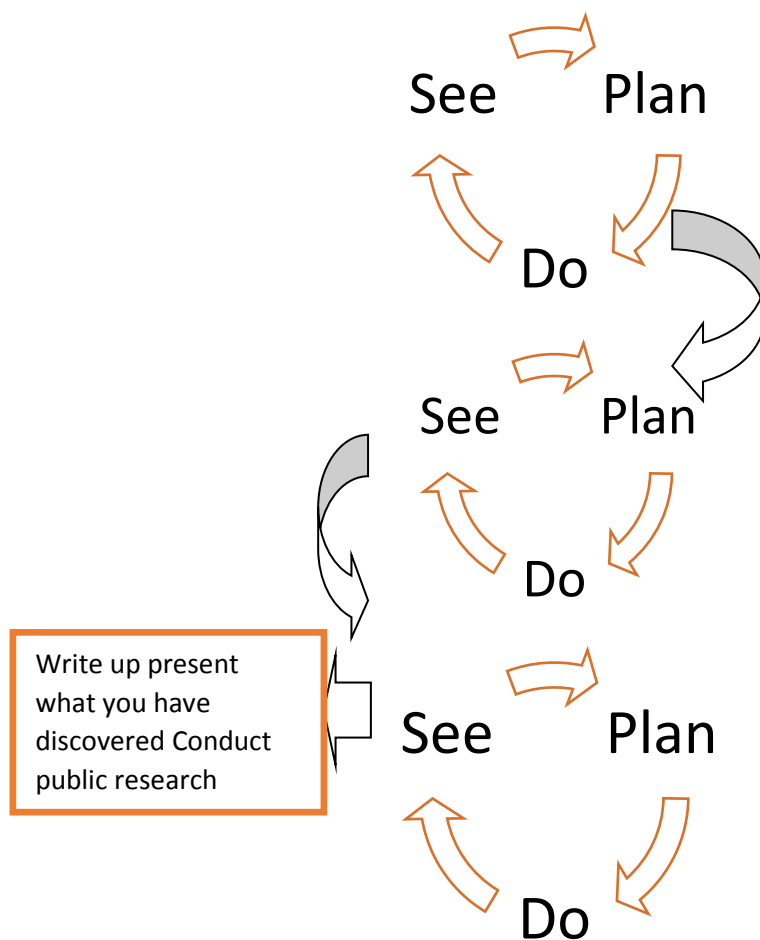 See Plan
Do
See Plan
Do
Write up present
what you have
discovered Conduct
public research
See Plan
Do